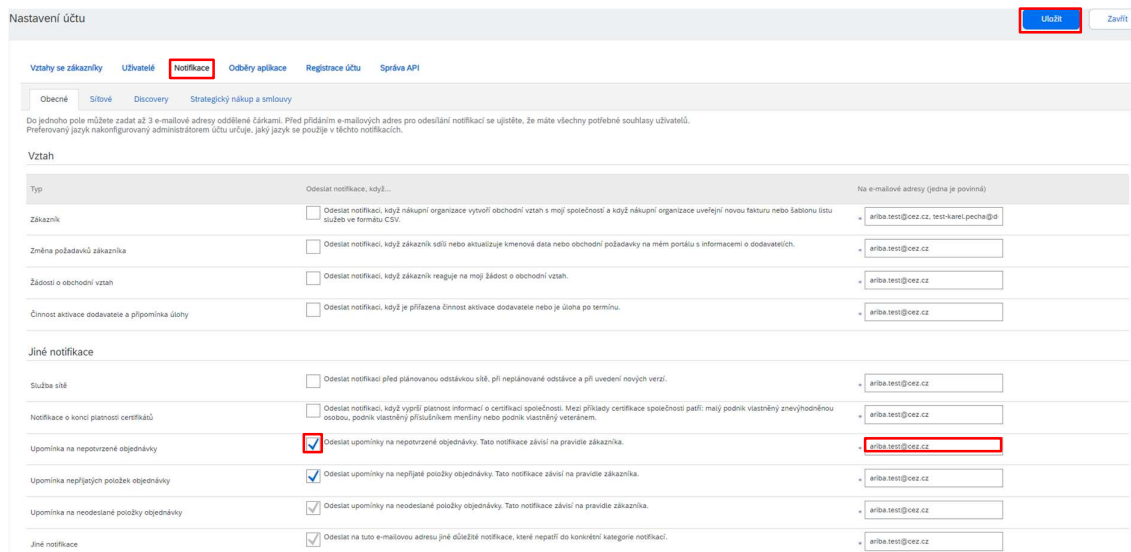 Nastavení účtu
Uložit
Zavřít
Vztahy se zákazníky
Uživatelé
Notifikace
Odběry aplikace
Registrace účtu
Správa API
Obecné
Síťové
Discovery
Strategický nákup a smlouvy
Do jednoho pole můžete zadat až 3 e-mailové adresy oddělené čárkami. Před přidáním e-mailových adres pro odesílání notifikací se ujistěte, že máte všechny potřebné souhlasy uživatelů.
Preferovaný jazyk nakonfigurovaný administrátorem účtu určuje, jaký jazyk se použije v těchto notifikacích.
Vztah
Typ
Odeslat notifikace, když...
Na e-mailové adresy (jedna je povinná)
Zákazník
Odeslat notifikaci, když nákupní organizace vytvoří obchodní vztah s mojí společností a když nákupní organizace uveřejní novou fakturu nebo šablonu listu
služeb ve formátu CSV.
* ariba.test@cez.cz, test-karel.pecha@d
Změna požadavků zákazníka
Odeslat notifikaci, když zákazník sdílí nebo aktualizuje kmenová data nebo obchodní požadavky na mém portálu s informacemi o dodavatelích.
* ariba.test@cez.cz
Žádosti o obchodní vztah
Odeslat notifikaci, když zákazník reaguje na moji žádost o obchodní vztah.
* ariba.test@cez.cz
Činnost aktivace dodavatele a připomínka úlohy
Odeslat notifikaci, když je přiřazena činnost aktivace dodavatele nebo je úloha po termínu.
* ariba.test@cez.cz
Jiné notifikace
Služba sítě
Odeslat notifikaci před plánovanou odstávkou sítě, při neplánované odstávce a při uvedení nových verzí.
* ariba.test@cez.cz
Notifikace o konci platnosti certifikátů
Odeslat notifikaci, když vyprší platnost informací o certifikaci společnosti. Mezi příklady certifikace společnosti patří: malý podnik vlastněný znevýhodněnou
osobou, podnik vlastněný příslušníkem menšiny nebo podnik vlastněný veteránem.
* ariba.test@cez.cz
Upomínka na nepotvrzené objednávky
Odeslat upomínky na nepotvrzené objednávky. Tato notifikace závisí na pravidle zákazníka.
* ariba.test@cez.cz
Upomínka nepřijatých položek objednávky
Odeslat upomínky na nepřijaté položky objednávky. Tato notifikace závisí na pravidle zákazníka.
* ariba.test@cez.cz
Upomínka na neodeslané položky objednávky
Odeslat upomínky na neodeslané položky objednávky. Tato notifikace závisí na pravidle zákazníka.
* ariba.test@cez.cz
Jiné notifikace
Odeslat na tuto e-mailovou adresu jiné důležité notifikace, které nepatří do konkrétní kategorie notifikací.
* ariba.test@cez.cz